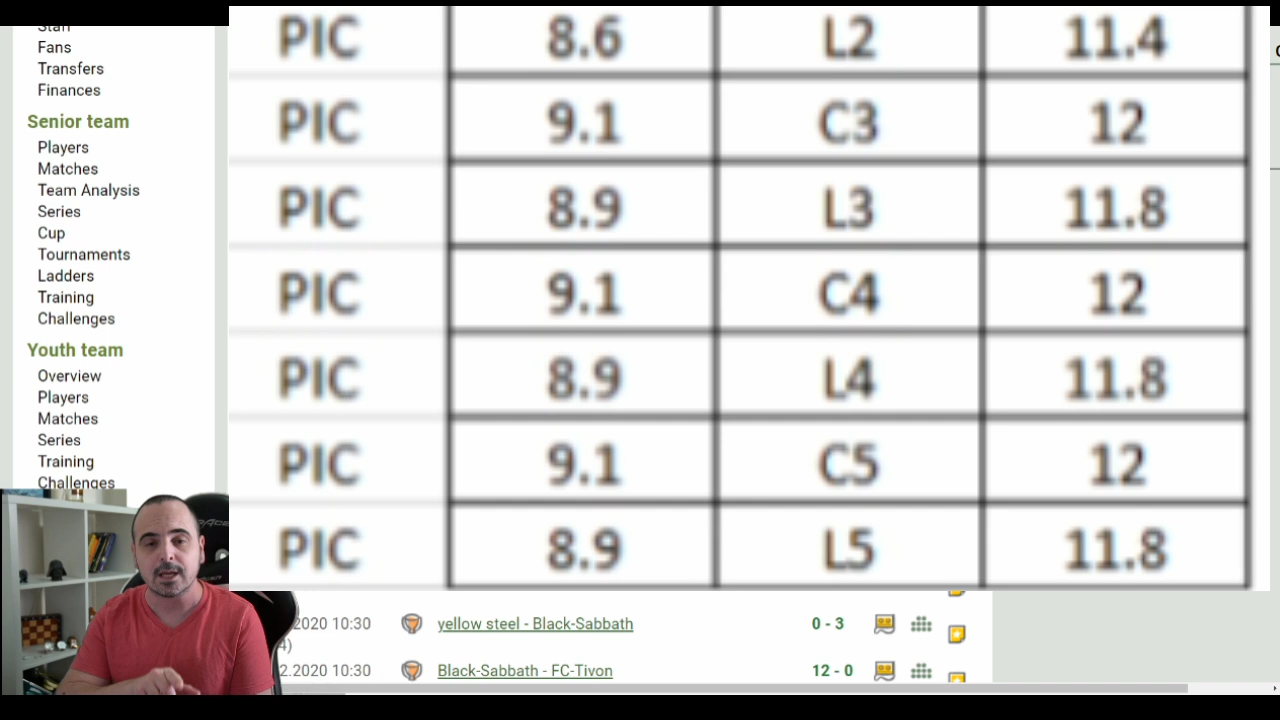 Staff
Fans
Transfers
Finances
Senior team
Players
Matches
Team Analysis
Series
Cup
Tournaments
Ladders
Training
Challenges
Youth team
Overview
Players
Matches
Series
Training
Challenges
PIC 8.6 L2 11.4
PIC 9.1 C3 12
PIC 8.9 L3 11.8
PIC 9.1 C4 12
PIC 8.9 L4 11.8
PIC 9.1 C5 12
PIC 8.9 L5 11.8
2020 10:30 yellow steel - Black-Sabbath 0 - 3
4)
2.2020 10:30 Black-Sabbath - FC-Tivon 12 - 0